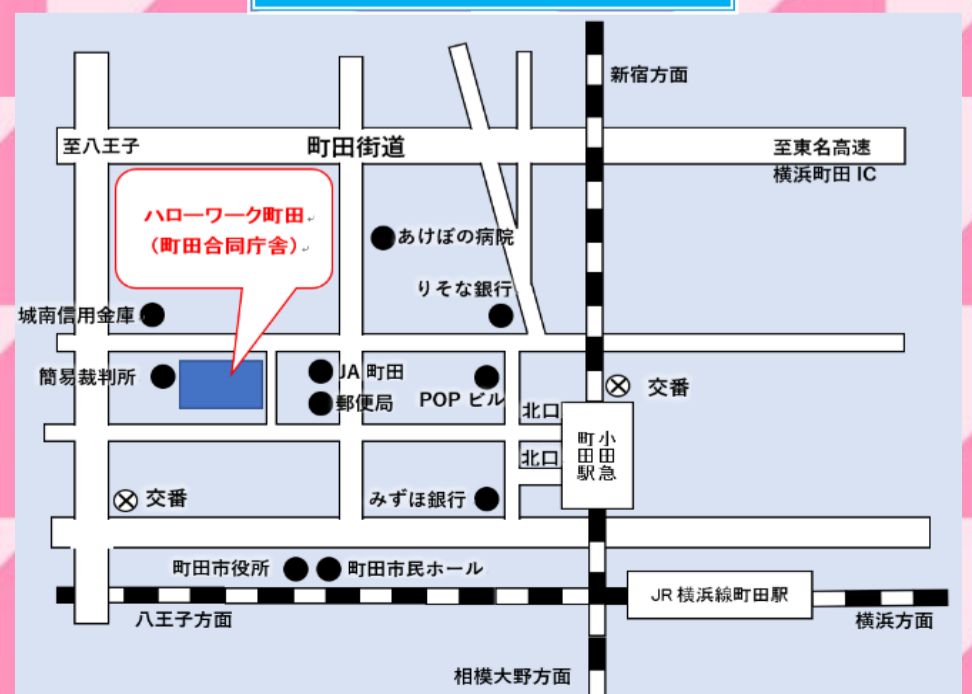 新宿方面
至八王子
町田街道
至東名高速
横浜町田 IC
ハローワーク町田
（町田合同庁舎）
あけぼの病院
りそな銀行
城南信用金庫
簡易裁判所
JA 町田
郵便局
POP ビル
交番
北口
小田急
町田駅
北口
交番
みずほ銀行
町田市役所
町田市民ホール
JR 横浜線町田駅
八王子方面
横浜方面
相模大野方面